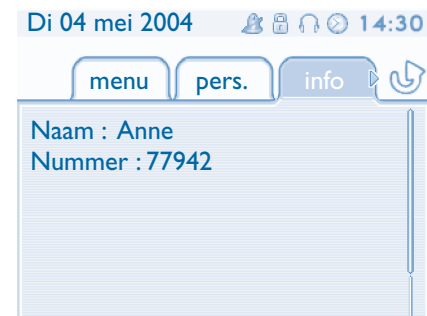 Di 04 mei 2004 14:30
menu pers. info
Naam : Anne
Nummer : 77942